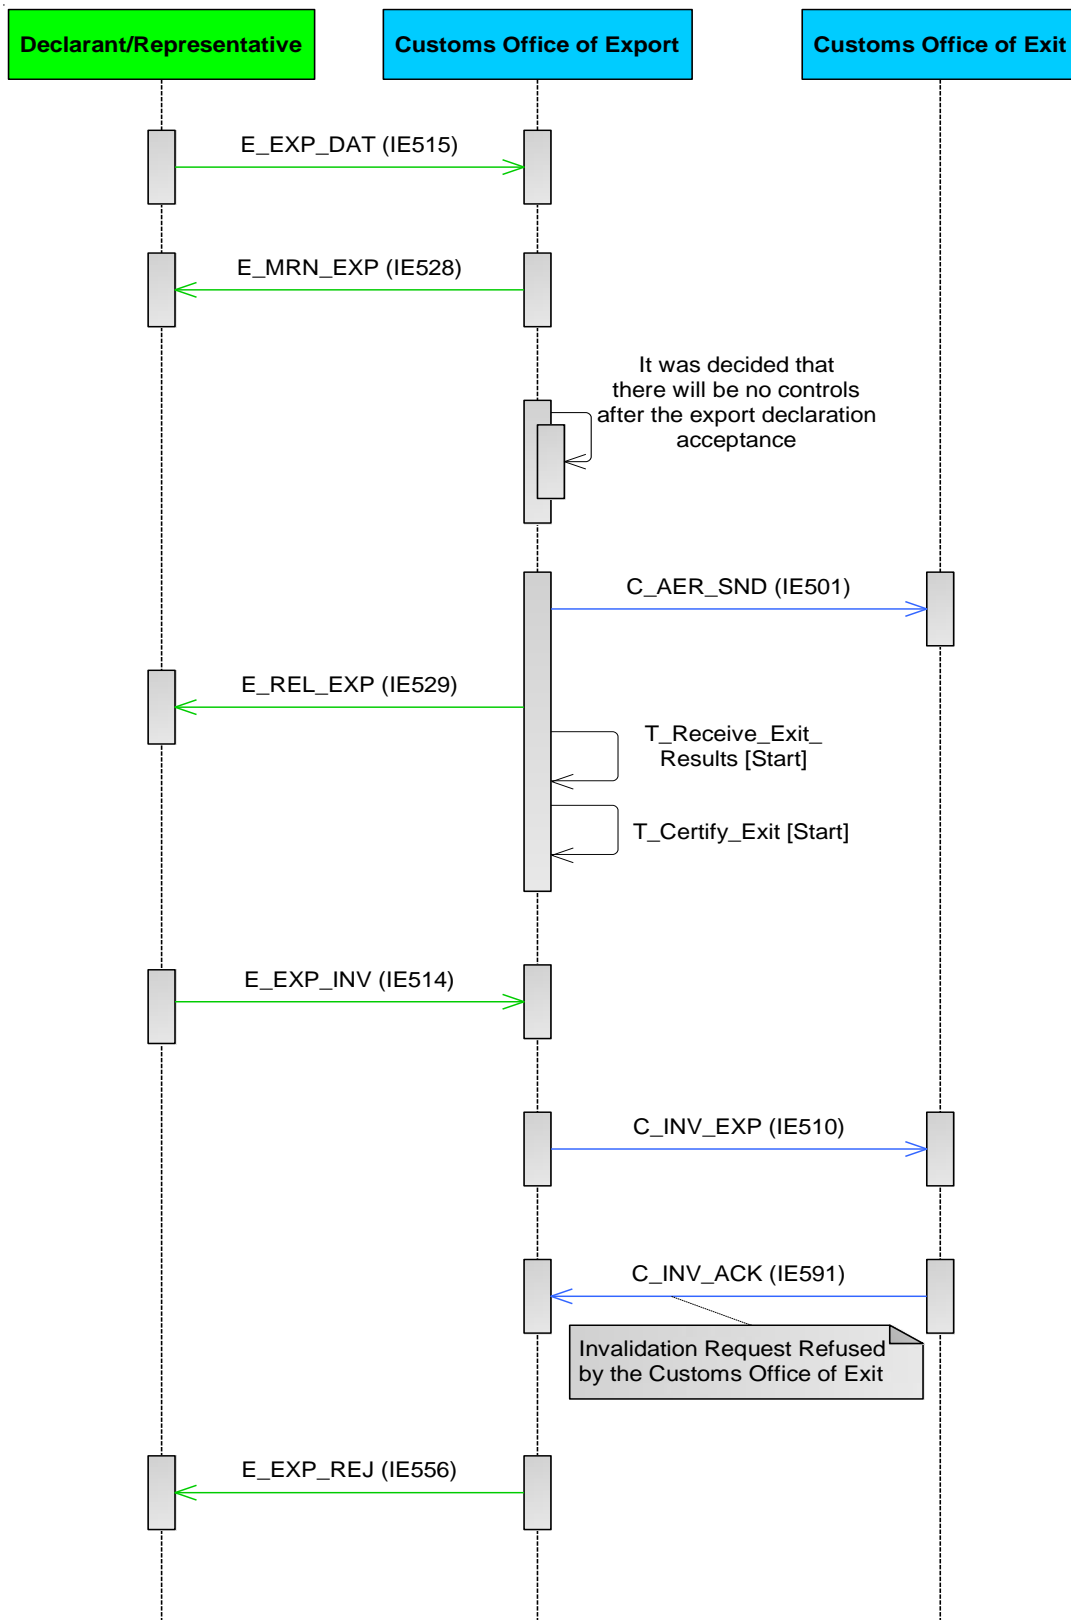 Declarant/Representative
Customs Office of Export
Customs Office of Exit
E_EXP_DAT (IE515)
E_MRN_EXP (IE528)
It was decided that
there will be no controls
after the export declaration
acceptance
C_AER_SND (IE501)
E_REL_EXP (IE529)
T_Receive_Exit_
Results [Start]
T_Certify_Exit [Start]
E_EXP_INV (IE514)
C_INV_EXP (IE510)
C_INV_ACK (IE591)
Invalidation Request Refused
by the Customs Office of Exit
E_EXP_REJ (IE556)